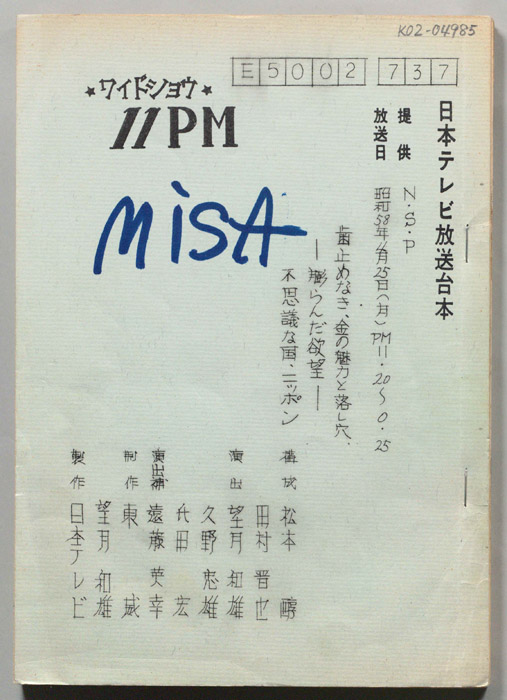 K02-04985
E5002 737
★ワイドショウ★
11PM
MiSA
日本テレビ放送台本
提供 N・S・P
放送日 昭和58年4月25日(月)PM11・20〜0・25
歯止めなき、金の魅力と落し穴、
―膨らんだ欲望―
不思議な国、ニッポン
構成 松本 醇
田村 晋也
演出 望月 和雄
久野 忠雄
氏田 宏
演出補 遠藤 英幸
制作 東 威
望月 和雄
製作 日本テレビ